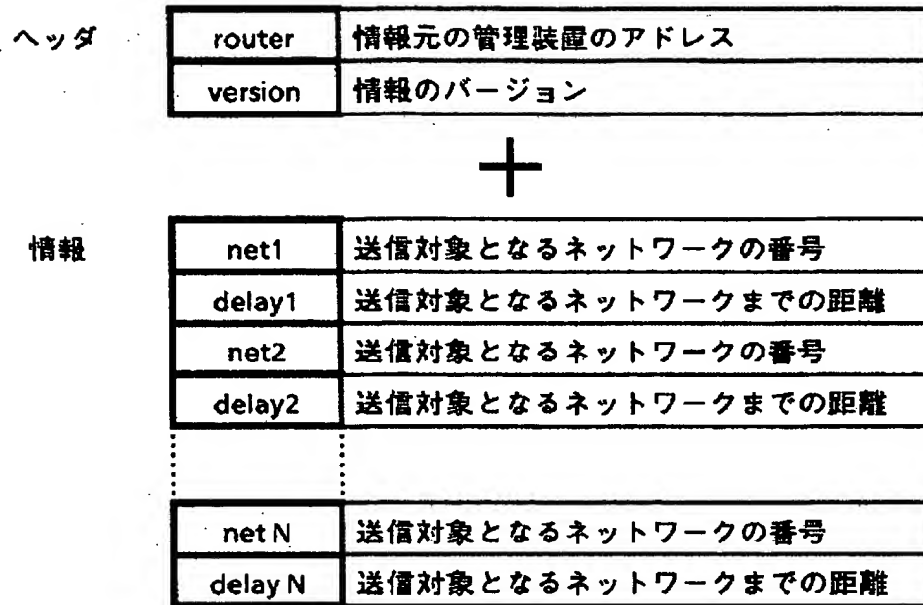 ヘッダ router 情報元の管理装置のアドレス
version 情報のバージョン
+
情報 net1 送信対象となるネットワークの番号
delay1 送信対象となるネットワークまでの距離
net2 送信対象となるネットワークの番号
delay2 送信対象となるネットワークまでの距離
net N 送信対象となるネットワークの番号
delay N 送信対象となるネットワークまでの距離